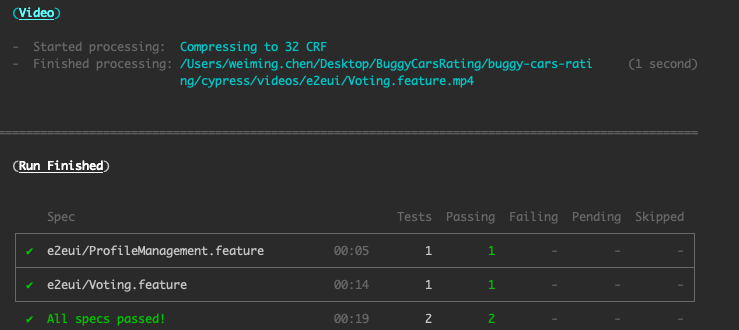 (Video)
- Started processing: Compressing to 32 CRF
- Finished processing: /Users/weiming.chen/Desktop/BuggyCarsRating/buggy-cars-rati (1 second)
ng/cypress/videos/e2eui/Voting.feature.mp4
(Run Finished)
Spec Tests Passing Failing Pending Skipped
✔ e2eui/ProfileManagement.feature 00:05 1 1 - - -
✔ e2eui/Voting.feature 00:14 1 1 - - -
✔ All specs passed! 00:19 2 2 - - -